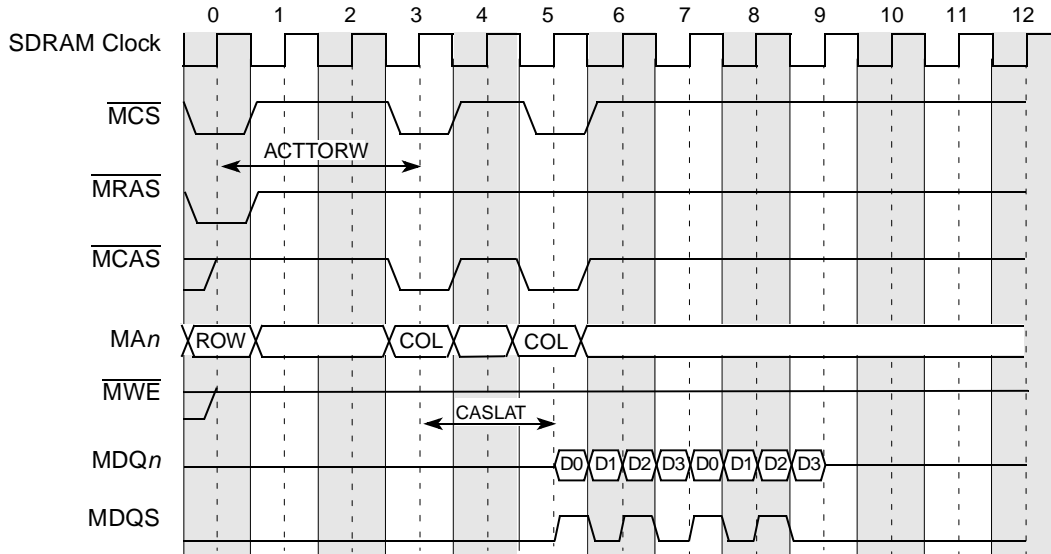 0 1 2 3 4 5 6 7 8 9 10 11 12
SDRAM Clock
MCS
ACTTORW
MRAS
MCAS
MAn ROW COL COL
MWE
CASLAT
MDQn D0 D1 D2 D3 D0 D1 D2 D3
MDQS